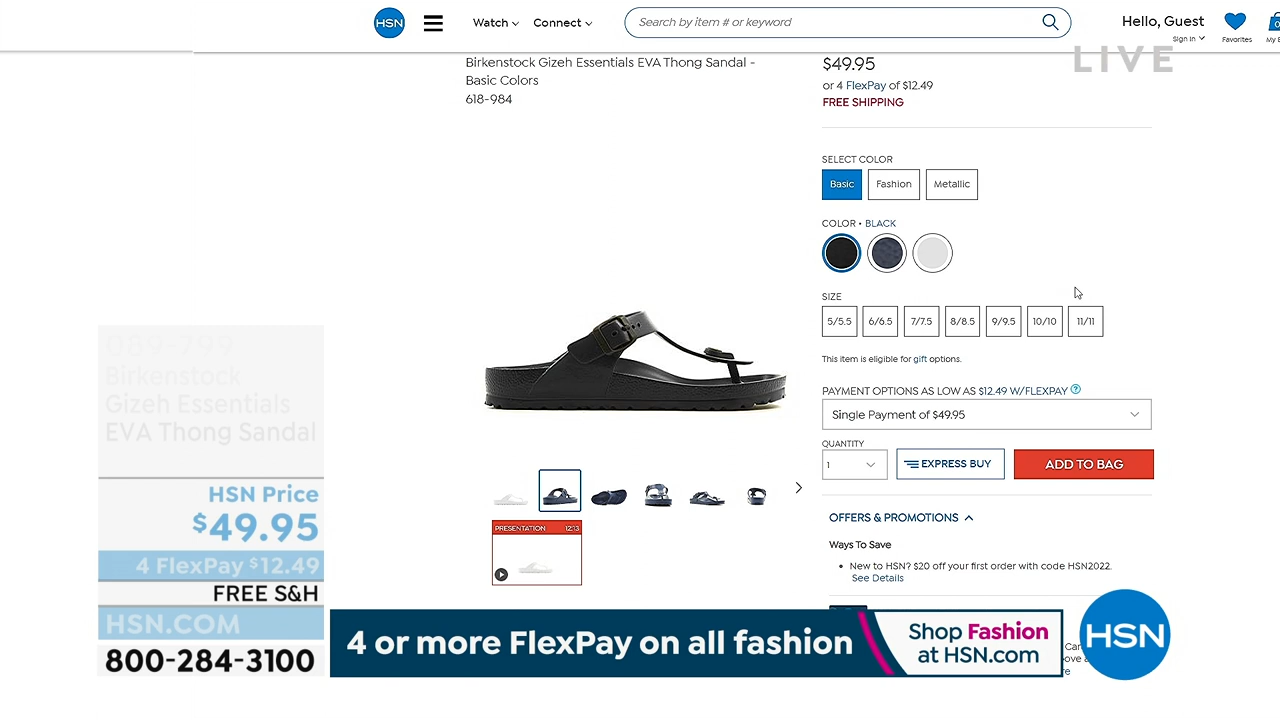 HSN
Watch
Connect
Search by item # or keyword
Hello, Guest
Sign In
Favorites
0
LIVE
Birkenstock Gizeh Essentials EVA Thong Sandal -
Basic Colors
618-984
$49.95
or 4 FlexPay of $12.49
FREE SHIPPING
SELECT COLOR
Basic
Fashion
Metallic
COLOR • BLACK
SIZE
5/5.5
6/6.5
7/7.5
8/8.5
9/9.5
10/10
11/11
This item is eligible for gift options.
PAYMENT OPTIONS AS LOW AS $12.49 W/FLEXPAY ?
Single Payment of $49.95
QUANTITY
1
EXPRESS BUY
ADD TO BAG
OFFERS & PROMOTIONS
Ways To Save
• New to HSN? $20 off your first order with code HSN2022.
See Details
PRESENTATION 12:13
089-799
Birkenstock
Gizeh Essentials
EVA Thong Sandal
HSN Price
$49.95
4 FlexPay $12.49
FREE S&H
HSN.COM
800-284-3100
4 or more FlexPay on all fashion
Shop Fashion
at HSN.com
HSN